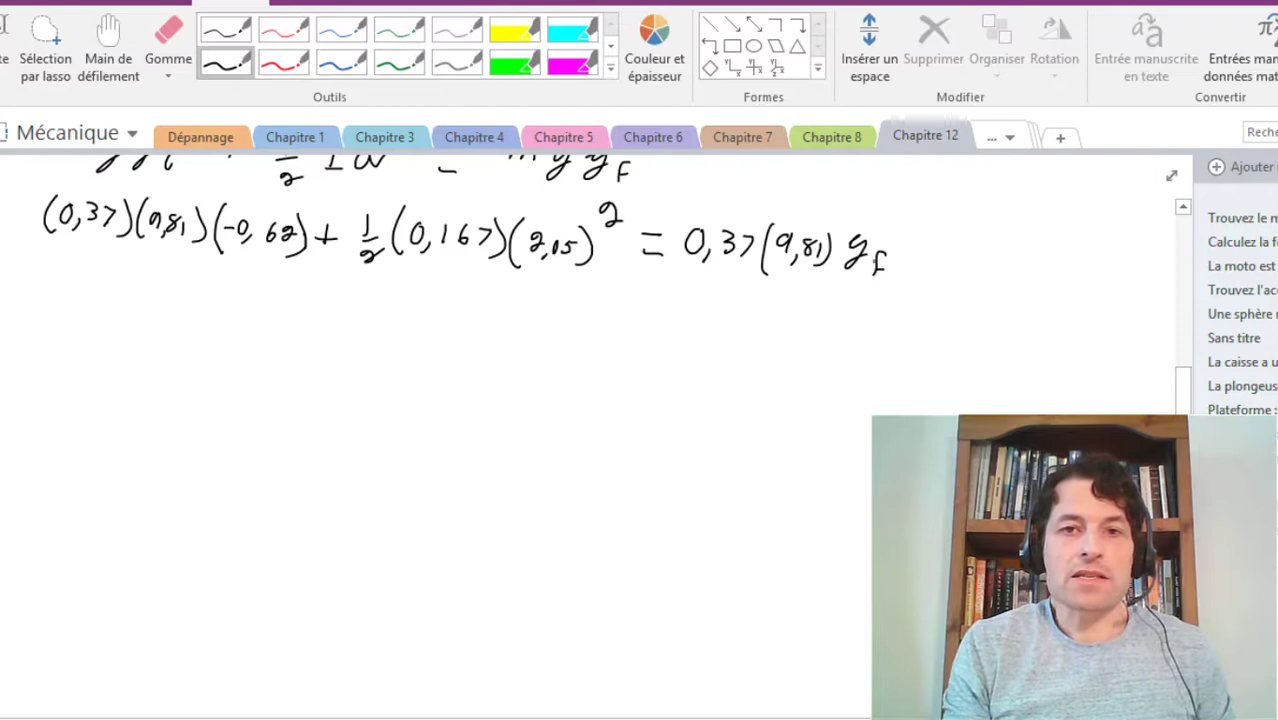 Sélection par lasso
Main de défilement
Gomme
Couleur et épaisseur
Insérer un espace
Supprimer
Organiser
Rotation
Entrée manuscrite en texte
Entrées man
données mat
Outils
Formes
Modifier
Convertir
Mécanique
Dépannage
Chapitre 1
Chapitre 3
Chapitre 4
Chapitre 5
Chapitre 6
Chapitre 7
Chapitre 8
Chapitre 12
...
+
Reche
Ajouter
(0,37)(9,81)(-0,62) + 1/2 (0,167)(2,05)² = 0,37(9,81) y_f
Trouvez le m
Calculez la fo
La moto est
Trouvez l'acc
Une sphère r
Sans titre
La caisse a u
La plongeus
Plateforme :